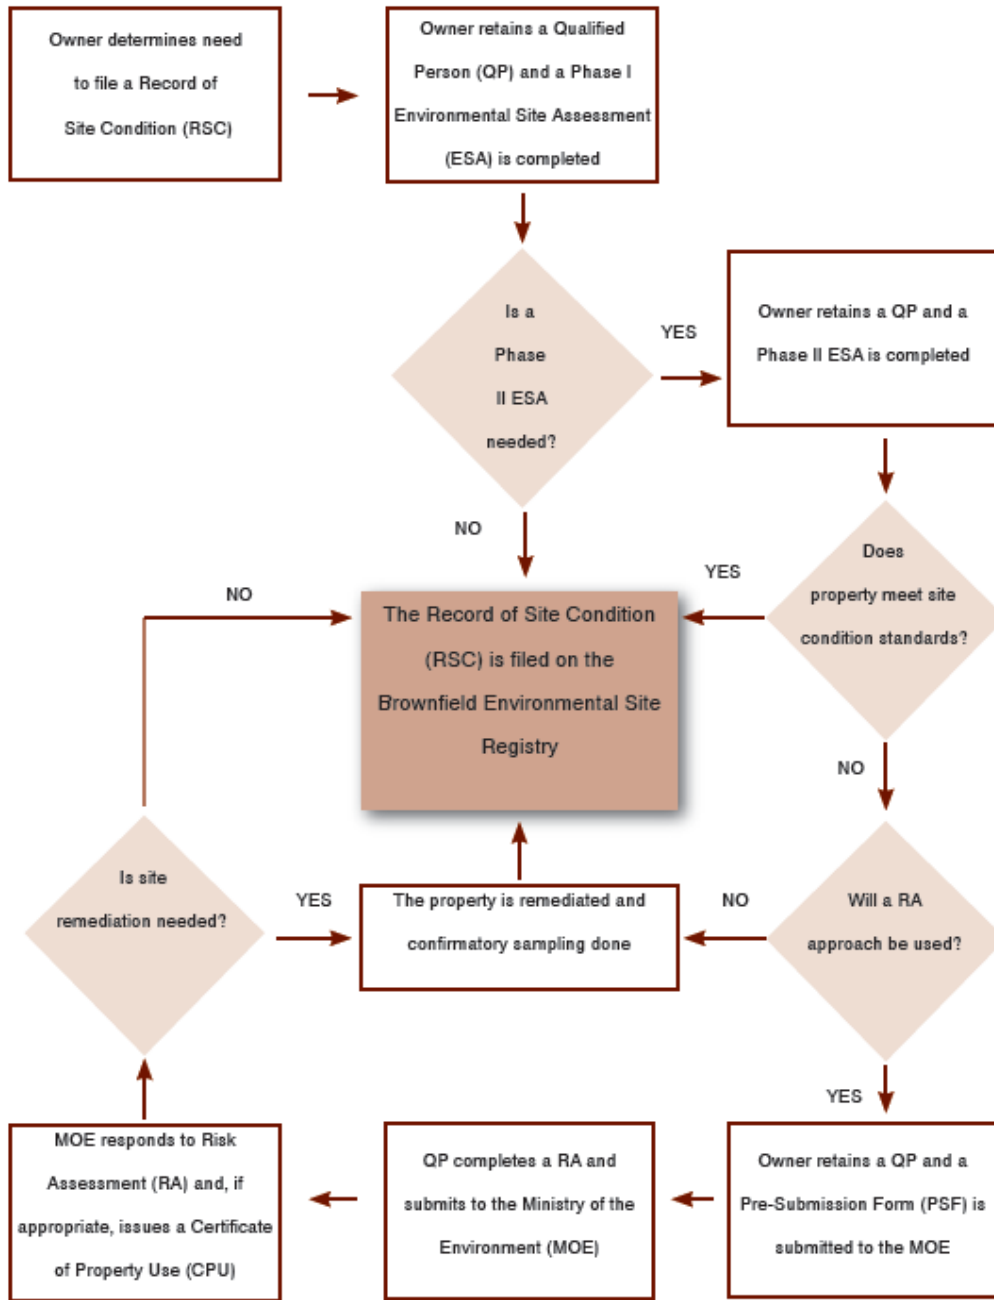 Owner determines need
to file a Record of
Site Condition (RSC)
Owner retains a Qualified
Person (QP) and a Phase I
Environmental Site Assessment
(ESA) is completed
Is a
Phase
II ESA
needed?
YES
Owner retains a QP and a
Phase II ESA is completed
NO
Does
property meet site
condition standards?
YES
NO
The Record of Site Condition
(RSC) is filed on the
Brownfield Environmental Site
Registry
NO
Is site
remediation needed?
YES
The property is remediated and
confirmatory sampling done
NO
Will a RA
approach be used?
YES
MOE responds to Risk
Assessment (RA) and, if
appropriate, issues a Certificate
of Property Use (CPU)
QP completes a RA and
submits to the Ministry of the
Environment (MOE)
Owner retains a QP and a
Pre-Submission Form (PSF) is
submitted to the MOE